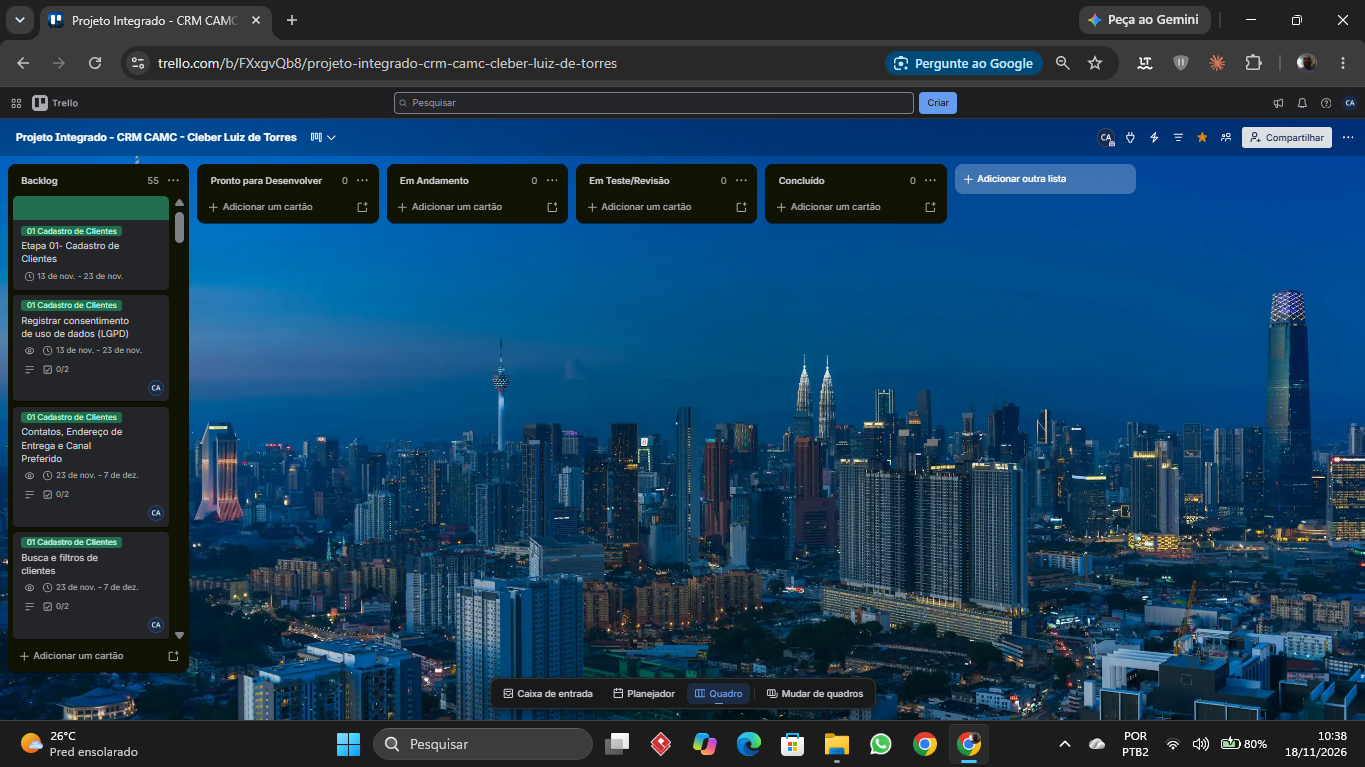 Projeto Integrado - CRM CAMC
Peça ao Gemini
trello.com/b/FXxgvQb8/projeto-integrado-crm-camc-cleber-luiz-de-torres
Pergunte ao Google
Trello
Pesquisar
Criar
CA
Projeto Integrado - CRM CAMC - Cleber Luiz de Torres
CA
Compartilhar
Backlog 55
01 Cadastro de Clientes
Etapa 01- Cadastro de
Clientes
13 de nov. - 23 de nov.
01 Cadastro de Clientes
Registrar consentimento
de uso de dados (LGPD)
13 de nov. - 23 de nov.
0/2
CA
01 Cadastro de Clientes
Contatos, Endereço de
Entrega e Canal
Preferido
23 de nov. - 7 de dez.
0/2
CA
01 Cadastro de Clientes
Busca e filtros de
clientes
23 de nov. - 7 de dez.
0/2
CA
Adicionar um cartão
Pronto para Desenvolver 0
Adicionar um cartão
Em Andamento 0
Adicionar um cartão
Em Teste/Revisão 0
Adicionar um cartão
Concluído 0
Adicionar um cartão
Adicionar outra lista
Caixa de entrada
Planejador
Quadro
Mudar de quadros
26°C
Pred ensolarado
Pesquisar
POR
PTB2
80%
10:38
18/11/2026